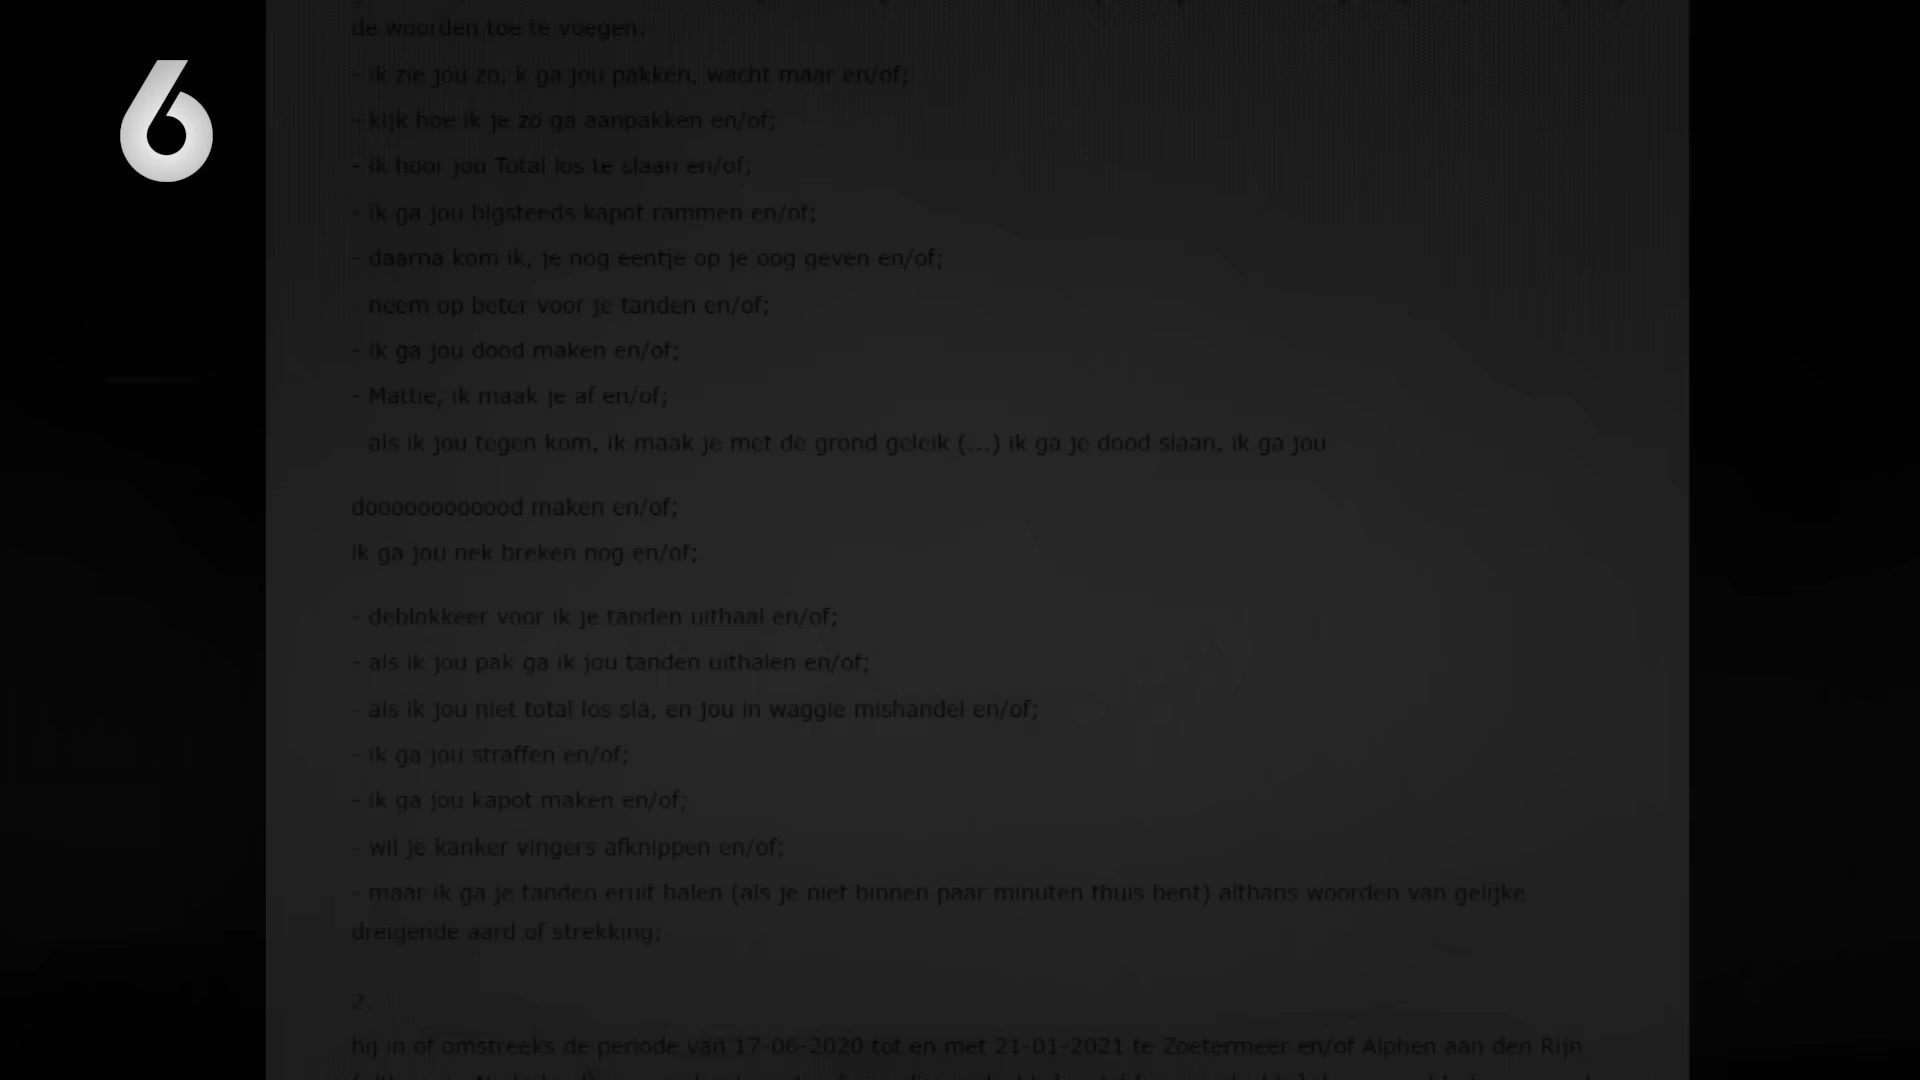 6
de woorden toe te voegen:
- ik zie jou zo, k ga jou pakken, wacht maar en/of;
- kijk hoe ik je zo ga aanpakken en/of;
- ik hoor jou Total los te slaan en/of;
- ik ga jou hlgsteeds kapot rammen en/of;
- daarna kom ik, je nog eentje op je oog geven en/of;
- neem op beter voor je tanden en/of;
- ik ga jou dood maken en/of;
- Mattie, ik maak je af en/of;
- als ik jou tegen kom, ik maak je met de grond geleik (...) ik ga je dood slaan, ik ga jou
dooooooooooood maken en/of;
ik ga jou nek breken nog en/of;
- deblokkeer voor ik je tanden uithaal en/of;
- als ik jou pak ga ik jou tanden uithalen en/of;
- als ik jou niet total los sla, en jou in waggie mishandel en/of;
- ik ga jou straffen en/of;
- ik ga jou kapot maken en/of;
- wil je kanker vingers afknippen en/of;
- maar ik ga je tanden eruit halen (als je niet binnen paar minuten thuis bent) althans woorden van gelijke
dreigende aard of strekking;
2.
hij in of omstreeks de periode van 17-06-2020 tot en met 21-01-2021 te Zoetermeer en/of Alphen aan den Rijn